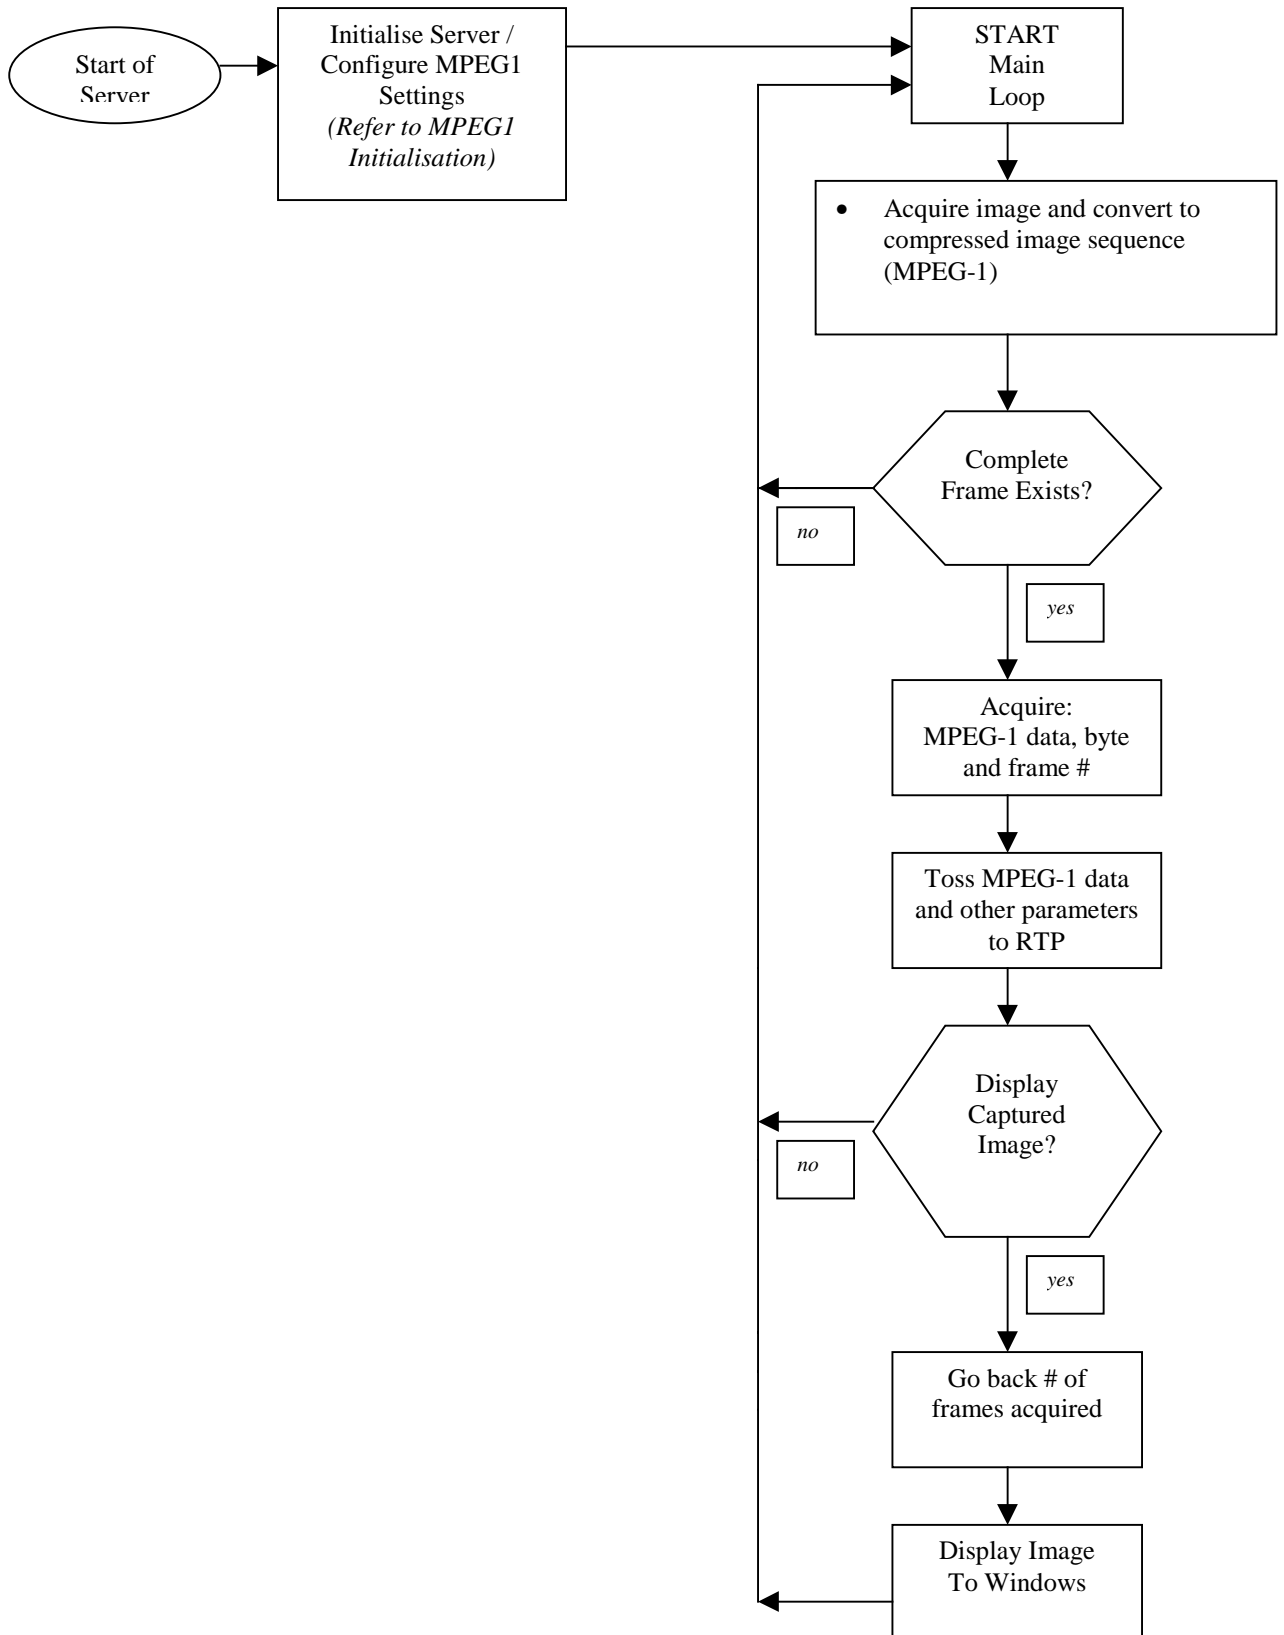 Start of
Server
Initialise Server /
Configure MPEG1
Settings
(Refer to MPEG1
Initialisation)
START
Main
Loop
• Acquire image and convert to
compressed image sequence
(MPEG-1)
Complete
Frame Exists?
no
yes
Acquire:
MPEG-1 data, byte
and frame #
Toss MPEG-1 data
and other parameters
to RTP
Display
Captured
Image?
no
yes
Go back # of
frames acquired
Display Image
To Windows